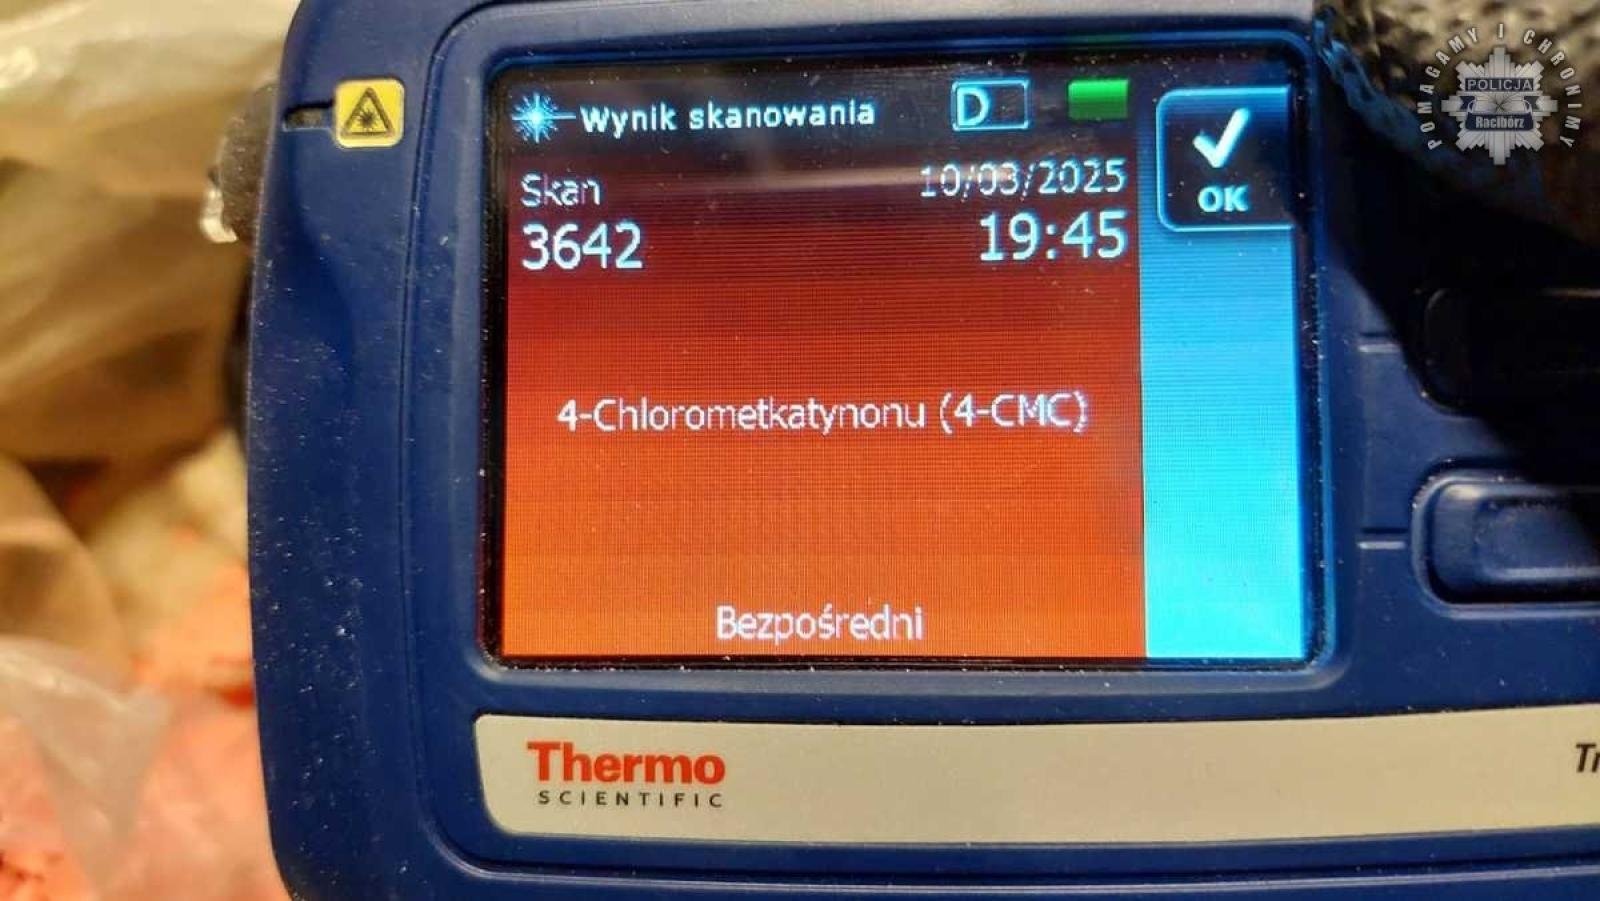 Wynik skanowania
D
OK
Skan
10/03/2025
3642
19:45
4-Chlorometkatynonu (4-CMC)
Bezpośredni
Thermo
SCIENTIFIC
POMAGAMY I CHRONIMY
POLICJA
Racibórz